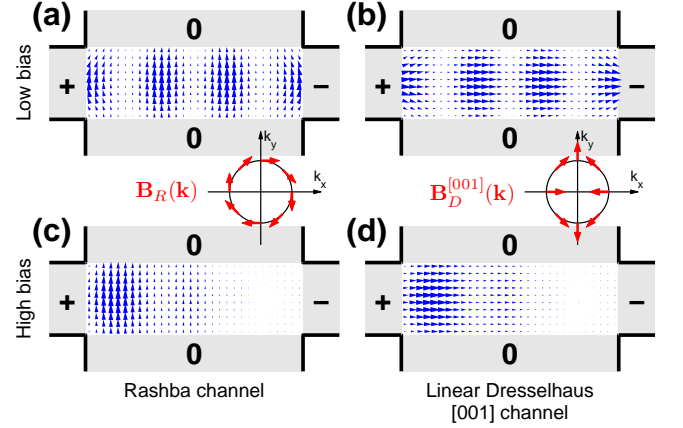 (a)
(b)
0
0
Low bias
+
+
−
0
0
k_y
k_x
B_R(k)
k_y
k_x
B_D^[001](k)
(c)
(d)
0
0
High bias
+
+
−
0
0
Rashba channel
Linear Dresselhaus
[001] channel